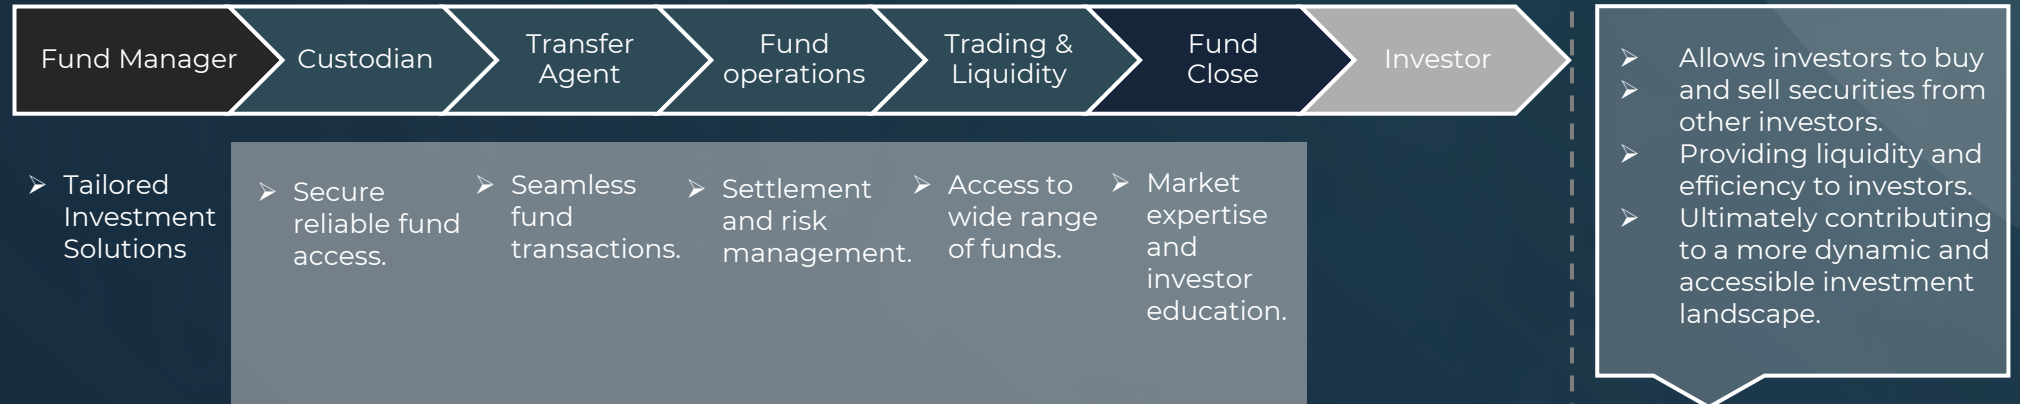 Fund Manager
Custodian
Transfer
Agent
Fund
operations
Trading &
Liquidity
Fund
Close
Investor
➢ Tailored
Investment
Solutions
➢ Secure
reliable fund
access.
➢ Seamless
fund
transactions.
➢ Settlement
and risk
management.
➢ Access to
wide range
of funds.
➢ Market
expertise
and
investor
education.
➢ Allows investors to buy
➢ and sell securities from
other investors.
➢ Providing liquidity and
efficiency to investors.
➢ Ultimately contributing
to a more dynamic and
accessible investment
landscape.